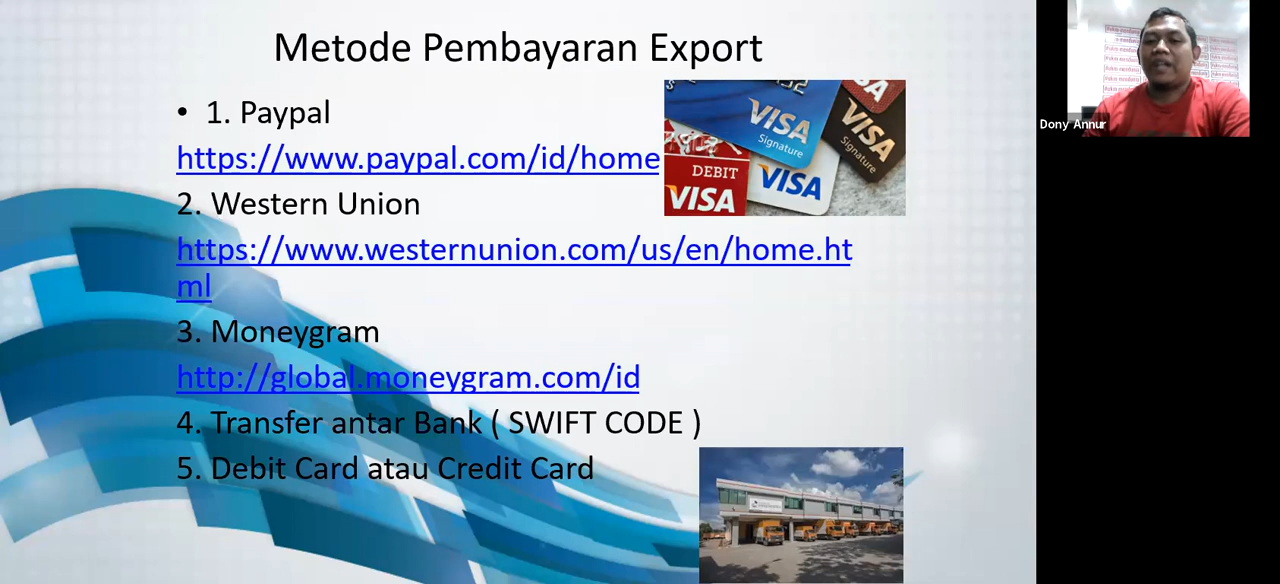 Metode Pembayaran Export
• 1. Paypal
https://www.paypal.com/id/home
2. Western Union
https://www.westernunion.com/us/en/home.ht
ml
3. Moneygram
http://global.moneygram.com/id
4. Transfer antar Bank ( SWIFT CODE )
5. Debit Card atau Credit Card
VISA
Signature
VISA
Signature
DEBIT
VISA
VISA
Dony Annur